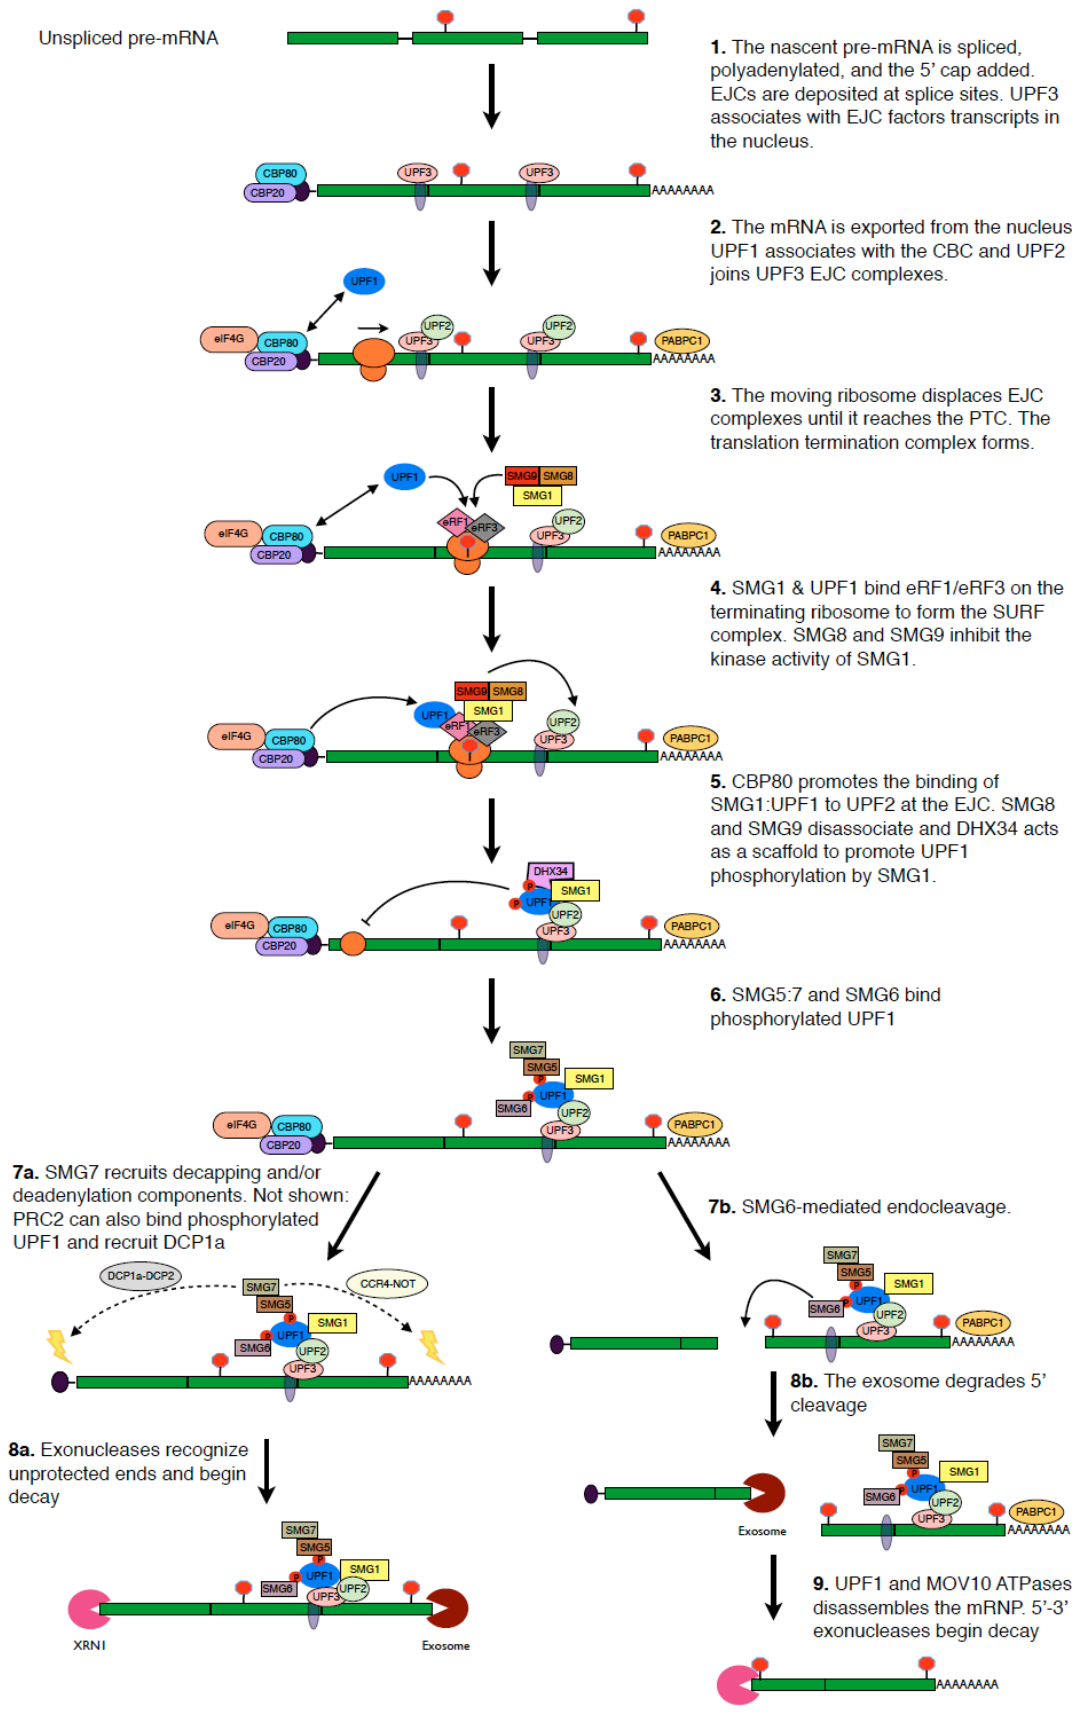 Unspliced pre-mRNA
1. The nascent pre-mRNA is spliced,
polyadenylated, and the 5' cap added.
EJCs are deposited at splice sites. UPF3
associates with EJC factors transcripts in
the nucleus.
CBP80
CBP20
UPF3
UPF3
AAAAAAAA
2. The mRNA is exported from the nucleus
UPF1 associates with the CBC and UPF2
joins UPF3 EJC complexes.
UPF1
eIF4G
CBP80
CBP20
UPF2
UPF3
UPF2
UPF3
PABPC1
AAAAAAAA
3. The moving ribosome displaces EJC
complexes until it reaches the PTC. The
translation termination complex forms.
UPF1
SMG9
SMG8
SMG1
eIF4G
CBP80
CBP20
eRF1
eRF3
UPF2
UPF3
PABPC1
AAAAAAAA
4. SMG1 & UPF1 bind eRF1/eRF3 on the
terminating ribosome to form the SURF
complex. SMG8 and SMG9 inhibit the
kinase activity of SMG1.
SMG9
SMG8
SMG1
UPF1
eRF1
eRF3
eIF4G
CBP80
CBP20
UPF2
UPF3
PABPC1
AAAAAAAA
5. CBP80 promotes the binding of
SMG1:UPF1 to UPF2 at the EJC. SMG8
and SMG9 disassociate and DHX34 acts
as a scaffold to promote UPF1
phosphorylation by SMG1.
DHX34
P
SMG1
P
UPF1
UPF2
UPF3
eIF4G
CBP80
CBP20
PABPC1
AAAAAAAA
6. SMG5:7 and SMG6 bind
phosphorylated UPF1
SMG7
SMG5
P
SMG1
P
UPF1
SMG6
UPF2
UPF3
eIF4G
CBP80
CBP20
PABPC1
AAAAAAAA
7a. SMG7 recruits decapping and/or
deadenylation components. Not shown:
PRC2 can also bind phosphorylated
UPF1 and recruit DCP1a
DCP1a-DCP2
SMG7
CCR4-NOT
SMG5
P
SMG1
P
UPF1
SMG6
UPF2
UPF3
AAAAAAAA
8a. Exonucleases recognize
unprotected ends and begin
decay
SMG7
SMG5
P
SMG1
P
UPF1
SMG6
UPF3
UPF2
XRN1
Exosome
7b. SMG6-mediated endocleavage.
SMG7
SMG5
P
SMG1
P
UPF1
SMG6
UPF2
UPF3
PABPC1
AAAAAAAA
8b. The exosome degrades 5'
cleavage
SMG7
SMG5
P
SMG1
P
UPF1
SMG6
UPF2
UPF3
PABPC1
AAAAAAAA
Exosome
9. UPF1 and MOV10 ATPases
disassembles the mRNP. 5'-3'
exonucleases begin decay
AAAAAAAA